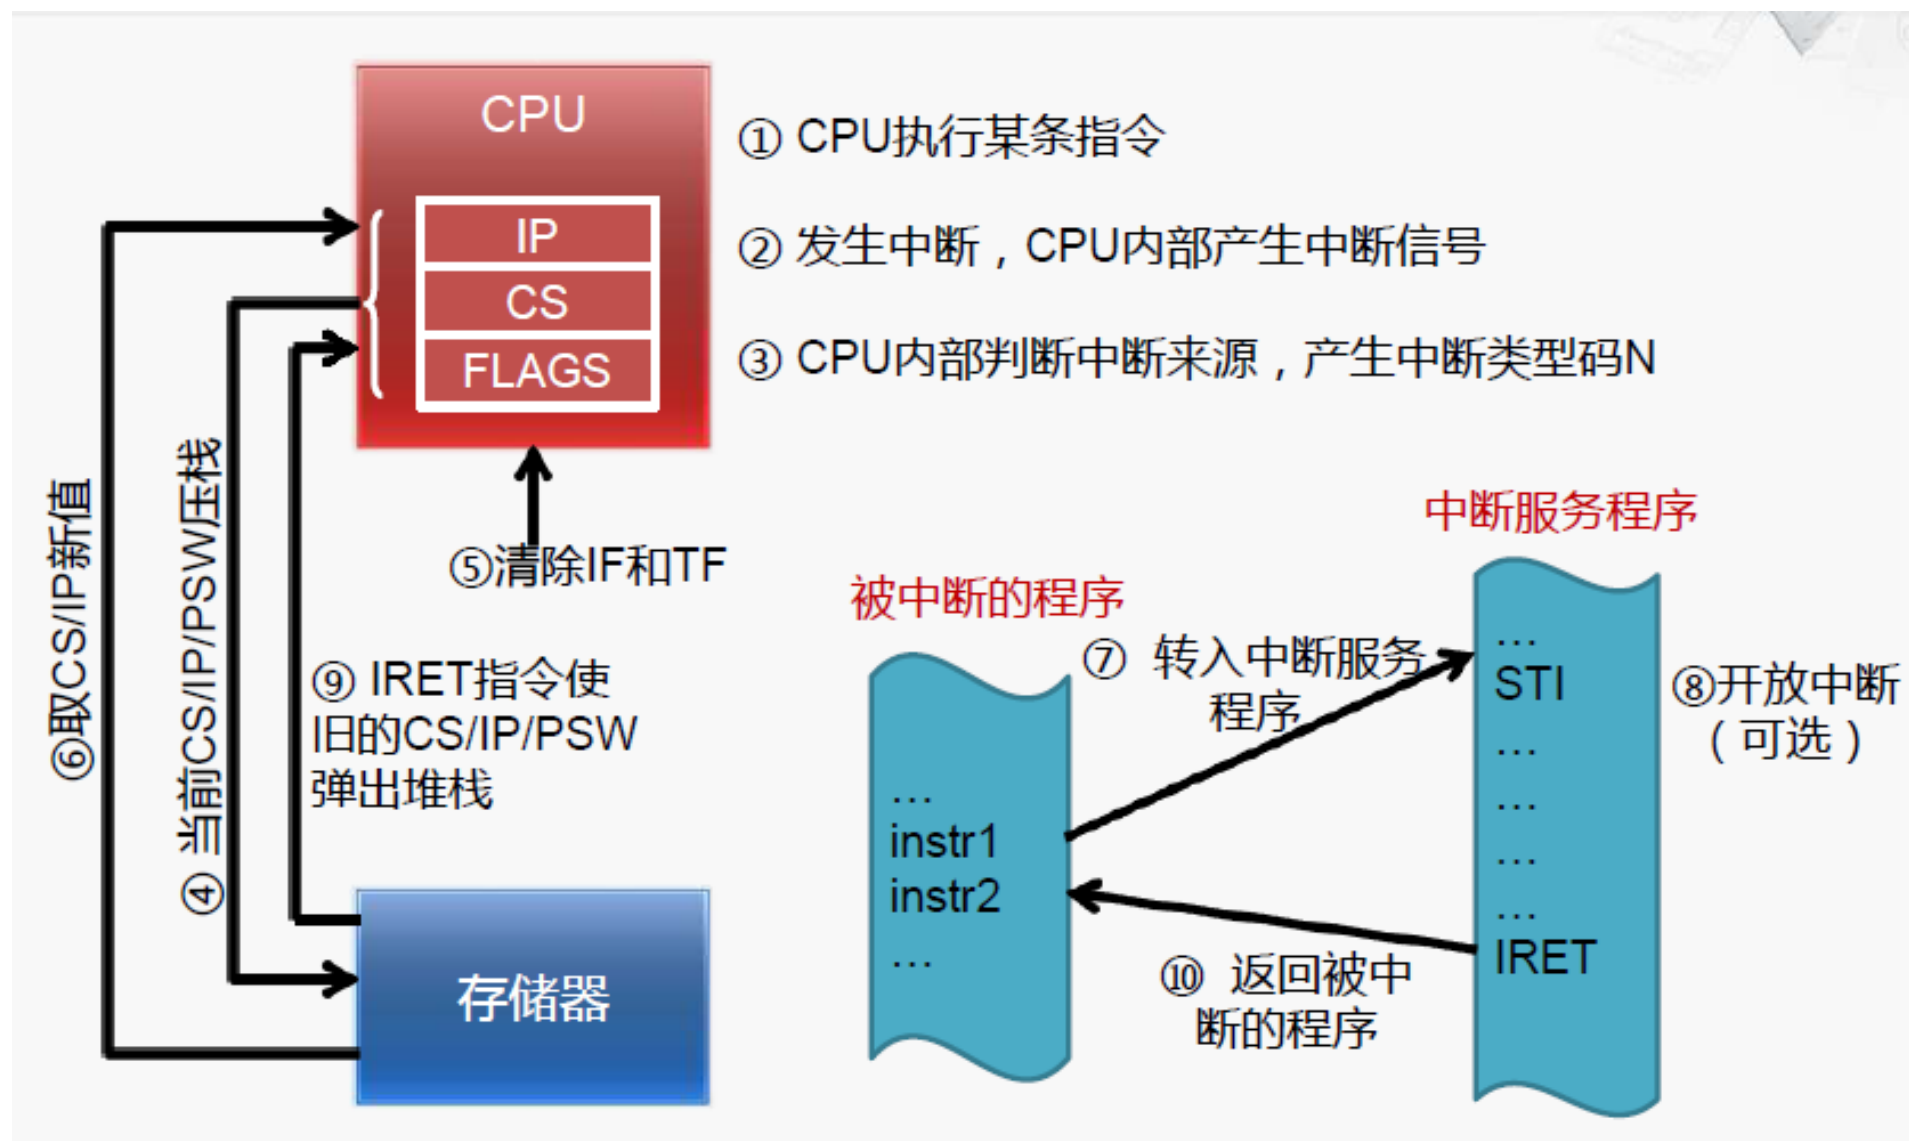 CPU
IP
CS
FLAGS
① CPU执行某条指令
② 发生中断，CPU内部产生中断信号
③ CPU内部判断中断来源，产生中断类型码N
④ 当前CS/IP/PSW压栈
⑤清除IF和TF
⑥取CS/IP新值
⑨ IRET指令使
旧的CS/IP/PSW
弹出堆栈
存储器
被中断的程序
…
instr1
instr2
…
⑦ 转入中断服务
程序
中断服务程序
…
STI
…
…
…
…
IRET
⑧开放中断
（可选）
⑩ 返回被中
断的程序